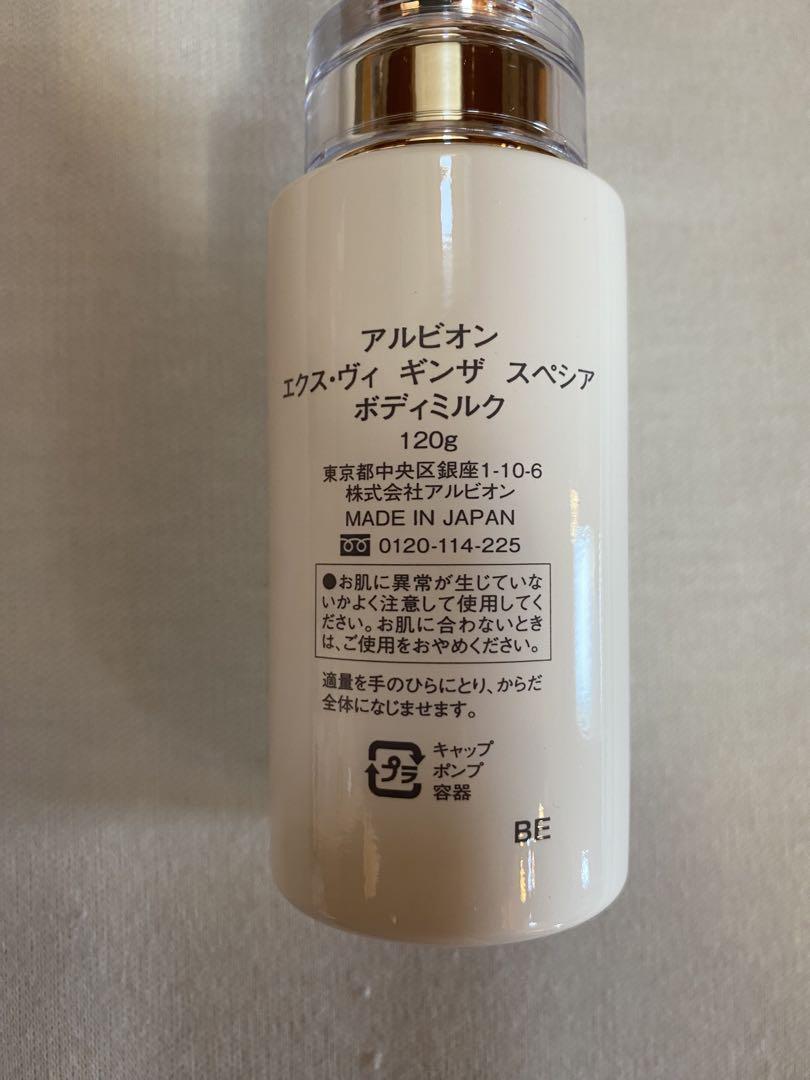 アルビオン
エクス・ヴィ ギンザ スペシア
ボディミルク
120g
東京都中央区銀座1-10-6
株式会社アルビオン
MADE IN JAPAN
0120-114-225
●お肌に異常が生じていな
いかよく注意して使用してく
ださい。お肌に合わないとき
は、ご使用をおやめください。
適量を手のひらにとり、からだ
全体になじませます。
プラ
キャップ
ポンプ
容器
BE